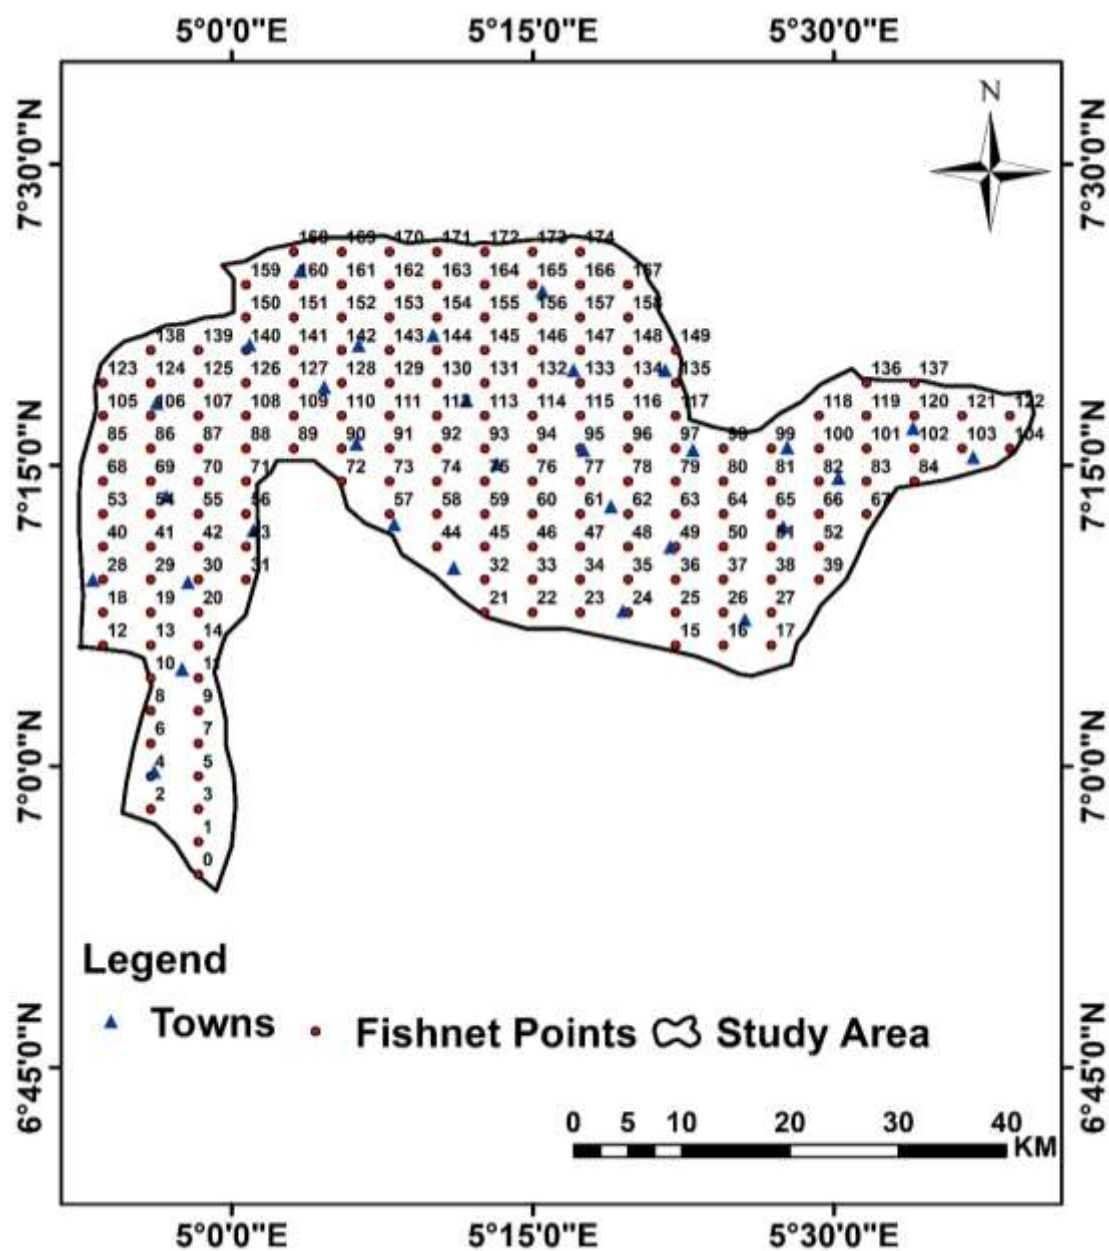 5°0'0"E 5°15'0"E 5°30'0"E
N
7°30'0"N 7°30'0"N
168 169 170 171 172 173 174
159 160 161 162 163 164 165 166 167
150 151 152 153 154 155 156 157 158
138 139 140 141 142 143 144 145 146 147 148 149
123 124 125 126 127 128 129 130 131 132 133 134 135 136 137
105 106 107 108 109 110 111 112 113 114 115 116 117 118 119 120 121 122
7°15'0"N 7°15'0"N
85 86 87 88 89 90 91 92 93 94 95 96 97 98 99 100 101 102 103 104
68 69 70 71 72 73 74 75 76 77 78 79 80 81 82 83 84
53 54 55 56 57 58 59 60 61 62 63 64 65 66 67
40 41 42 43 44 45 46 47 48 49 50 51 52
28 29 30 31 32 33 34 35 36 37 38 39
18 19 20 21 22 23 24 25 26 27
12 13 14 15 16 17
10 11
8 9
6 7
7°0'0"N 7°0'0"N
4 5
2 3
1
0
Legend
Towns Fishnet Points Study Area
6°45'0"N 6°45'0"N
0 5 10 20 30 40
KM
5°0'0"E 5°15'0"E 5°30'0"E